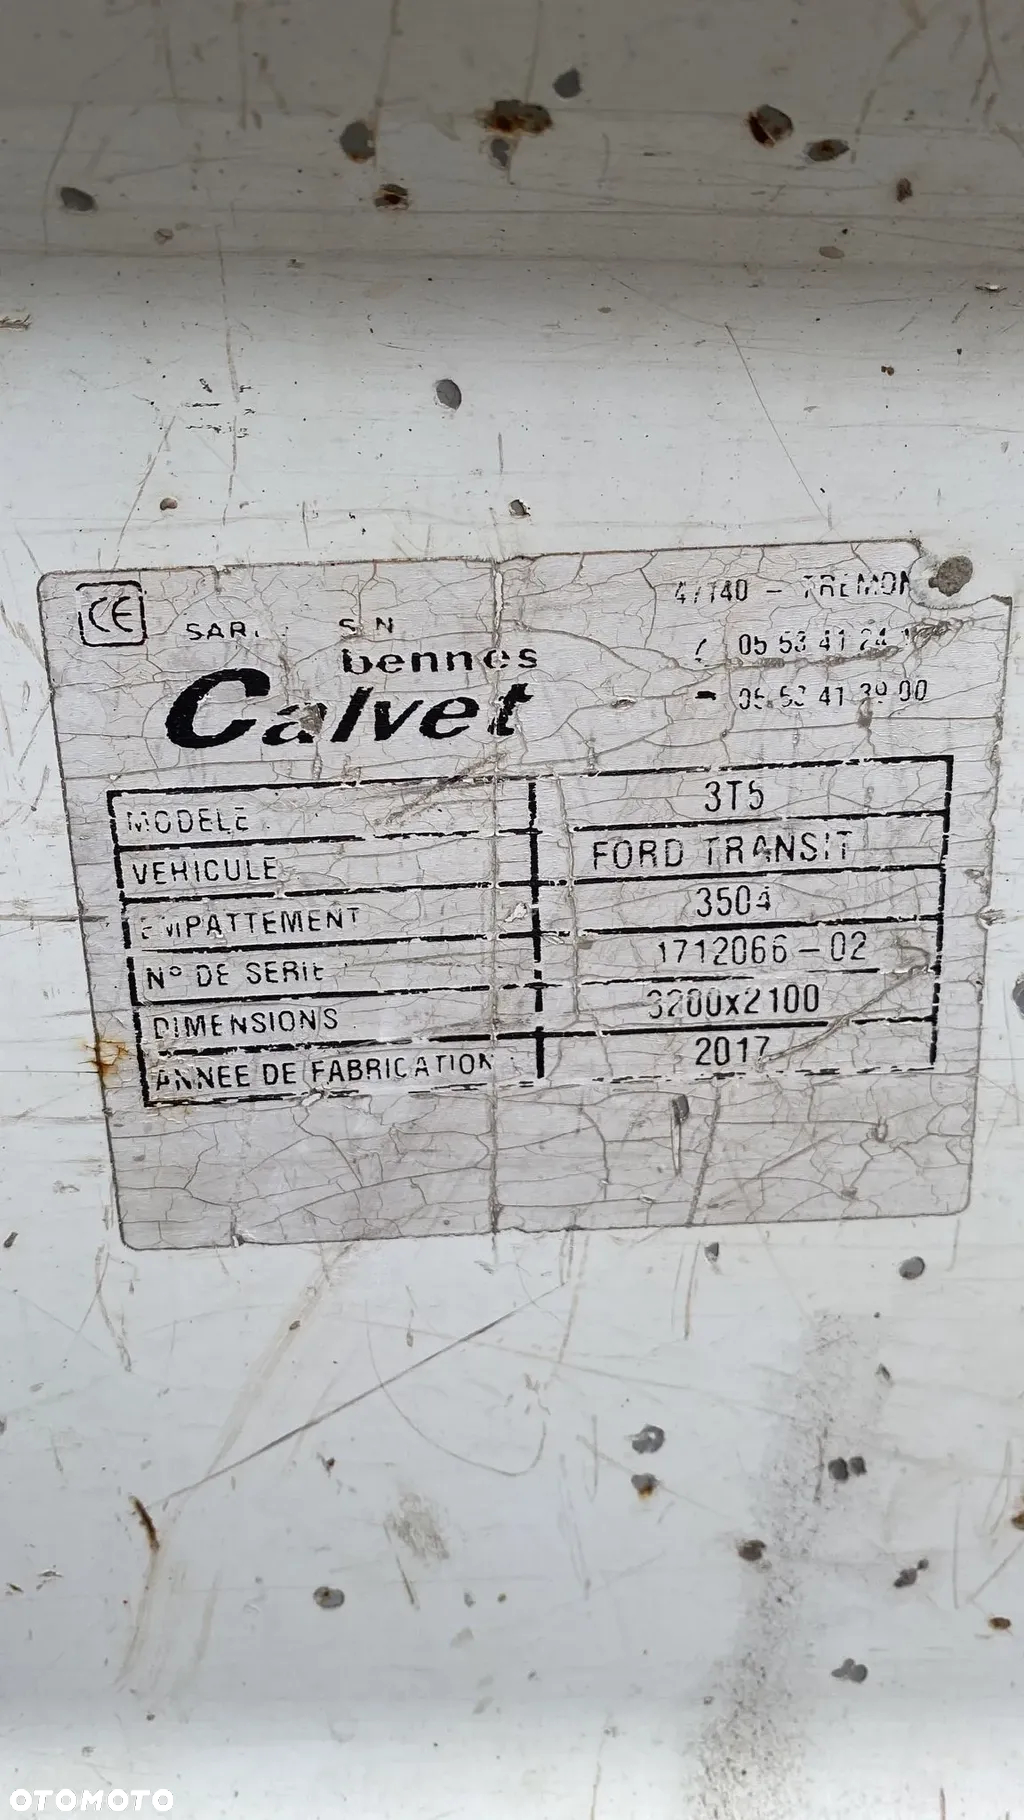 CE
47140 - TREMON
SARL S.N
05 53 41 24
bennes
05 53 41 39 00
Calvet
MODELE 3T5
VEHICULE FORD TRANSIT
EMPATTEMENT 3504
N° DE SERIE 1712066-02
DIMENSIONS 3200x2100
ANNEE DE FABRICATION 2017
OTOMOTO